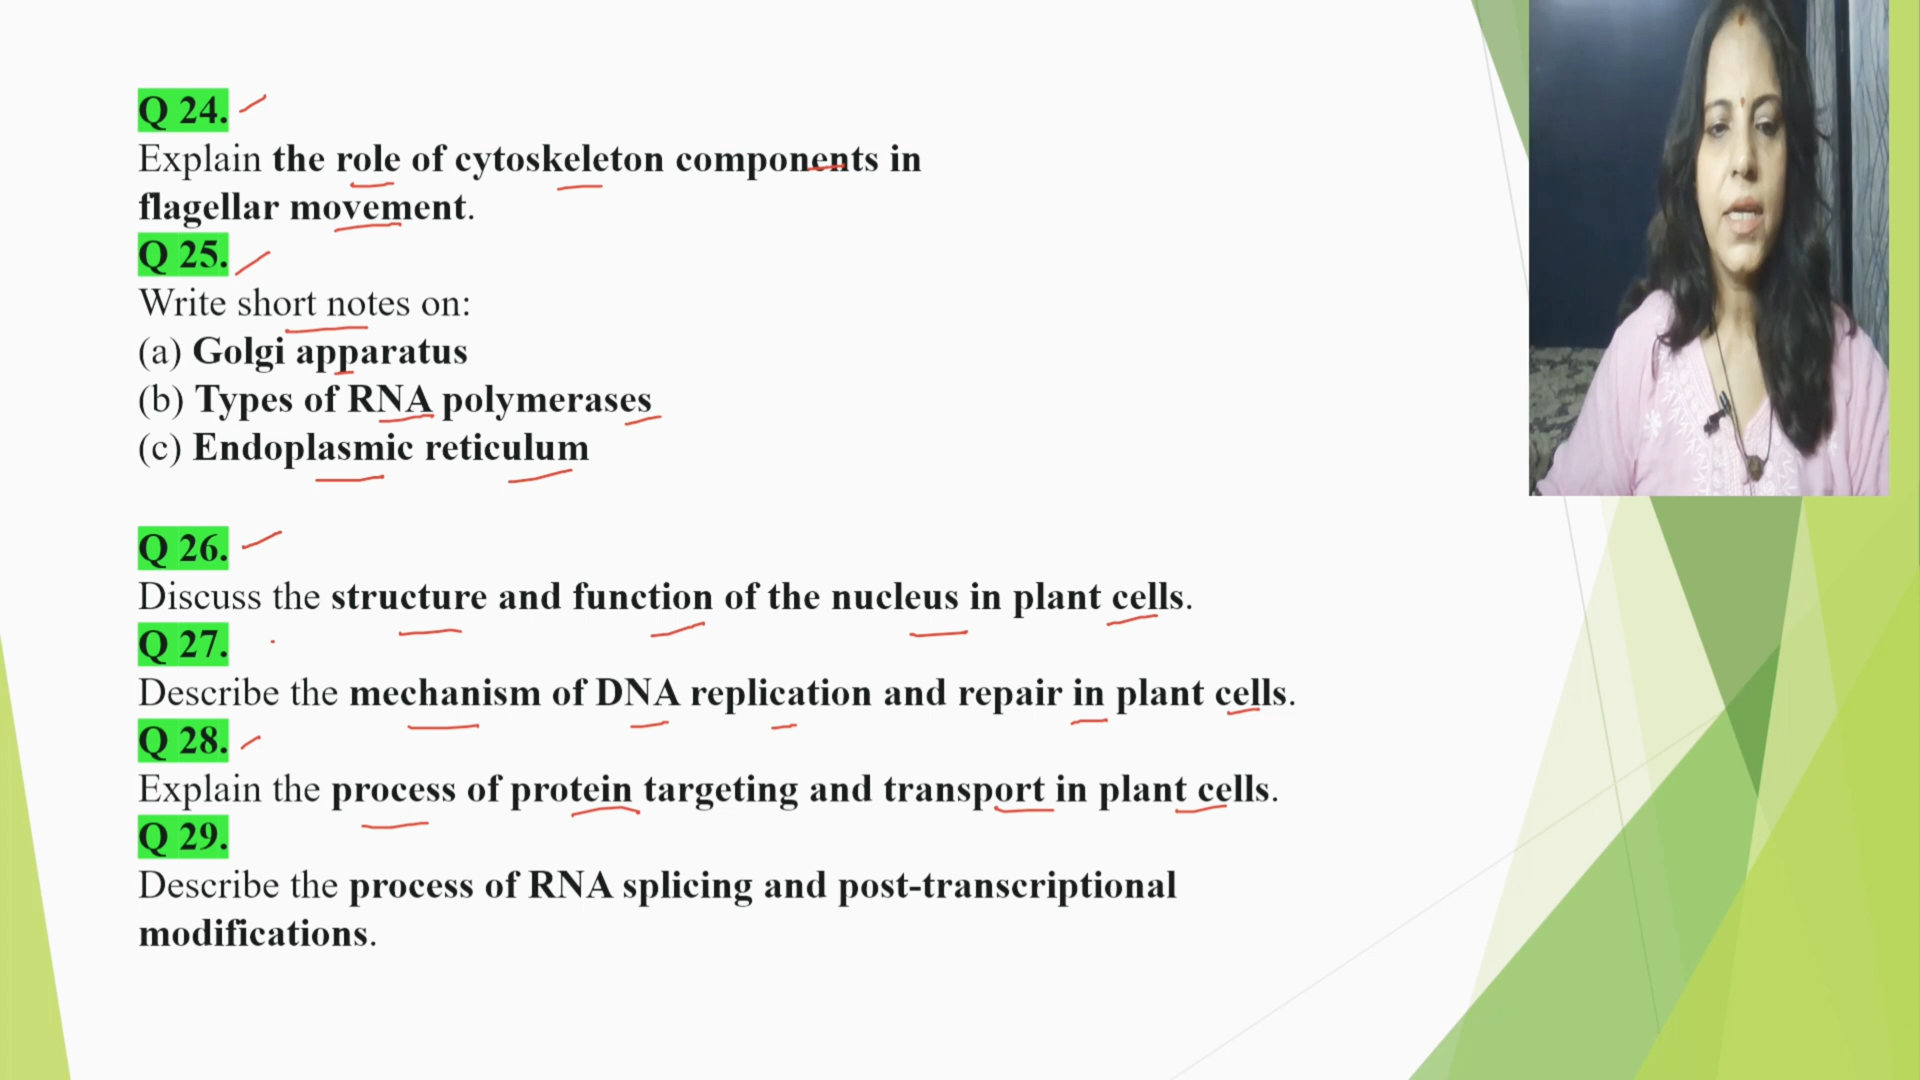 Q 24.
Explain the role of cytoskeleton components in
flagellar movement.
Q 25.
Write short notes on:
(a) Golgi apparatus
(b) Types of RNA polymerases
(c) Endoplasmic reticulum
Q 26.
Discuss the structure and function of the nucleus in plant cells.
Q 27.
Describe the mechanism of DNA replication and repair in plant cells.
Q 28.
Explain the process of protein targeting and transport in plant cells.
Q 29.
Describe the process of RNA splicing and post-transcriptional
modifications.